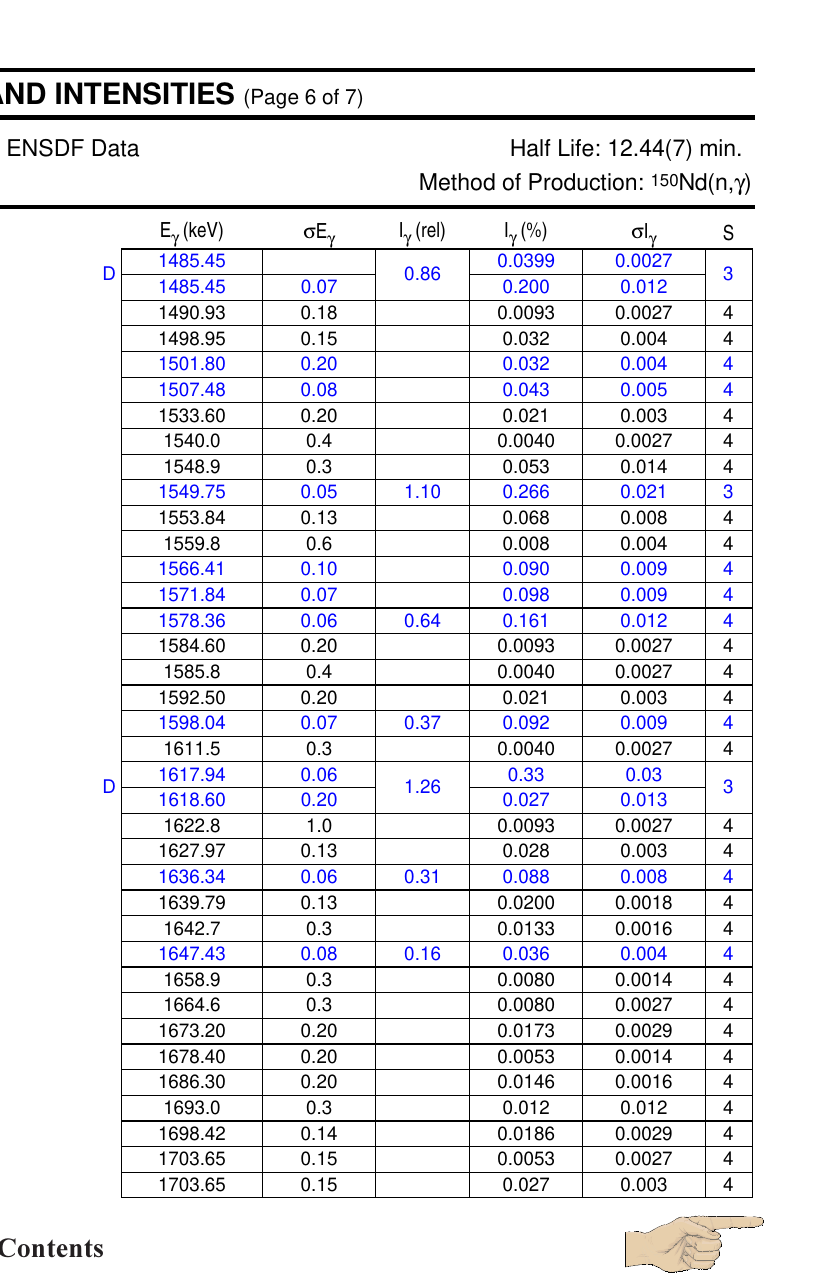 AND INTENSITIES (Page 6 of 7)
ENSDF Data Half Life: 12.44(7) min.
Method of Production: 150Nd(n,γ)
Eγ (keV) σEγ Iγ (rel) Iγ (%) σIγ S
1485.45 0.0399 0.0027
D 0.86 3
1485.45 0.07 0.200 0.012
1490.93 0.18 0.0093 0.0027 4
1498.95 0.15 0.032 0.004 4
1501.80 0.20 0.032 0.004 4
1507.48 0.08 0.043 0.005 4
1533.60 0.20 0.021 0.003 4
1540.0 0.4 0.0040 0.0027 4
1548.9 0.3 0.053 0.014 4
1549.75 0.05 1.10 0.266 0.021 3
1553.84 0.13 0.068 0.008 4
1559.8 0.6 0.008 0.004 4
1566.41 0.10 0.090 0.009 4
1571.84 0.07 0.098 0.009 4
1578.36 0.06 0.64 0.161 0.012 4
1584.60 0.20 0.0093 0.0027 4
1585.8 0.4 0.0040 0.0027 4
1592.50 0.20 0.021 0.003 4
1598.04 0.07 0.37 0.092 0.009 4
1611.5 0.3 0.0040 0.0027 4
1617.94 0.06 0.33 0.03
D 1.26 3
1618.60 0.20 0.027 0.013
1622.8 1.0 0.0093 0.0027 4
1627.97 0.13 0.028 0.003 4
1636.34 0.06 0.31 0.088 0.008 4
1639.79 0.13 0.0200 0.0018 4
1642.7 0.3 0.0133 0.0016 4
1647.43 0.08 0.16 0.036 0.004 4
1658.9 0.3 0.0080 0.0014 4
1664.6 0.3 0.0080 0.0027 4
1673.20 0.20 0.0173 0.0029 4
1678.40 0.20 0.0053 0.0014 4
1686.30 0.20 0.0146 0.0016 4
1693.0 0.3 0.012 0.012 4
1698.42 0.14 0.0186 0.0029 4
1703.65 0.15 0.0053 0.0027 4
1703.65 0.15 0.027 0.003 4
Contents